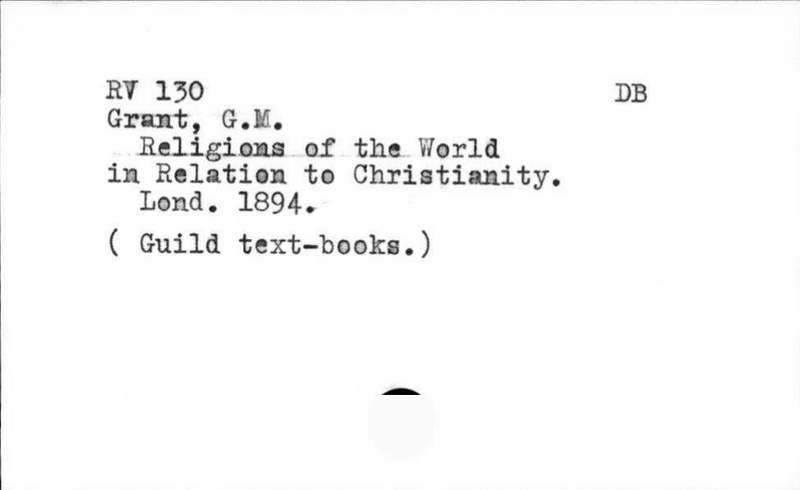 RV 130 DB
Grant, G.M.
Religions of the World
in Relation to Christianity.
Lond. 1894.
( Guild text-books.)